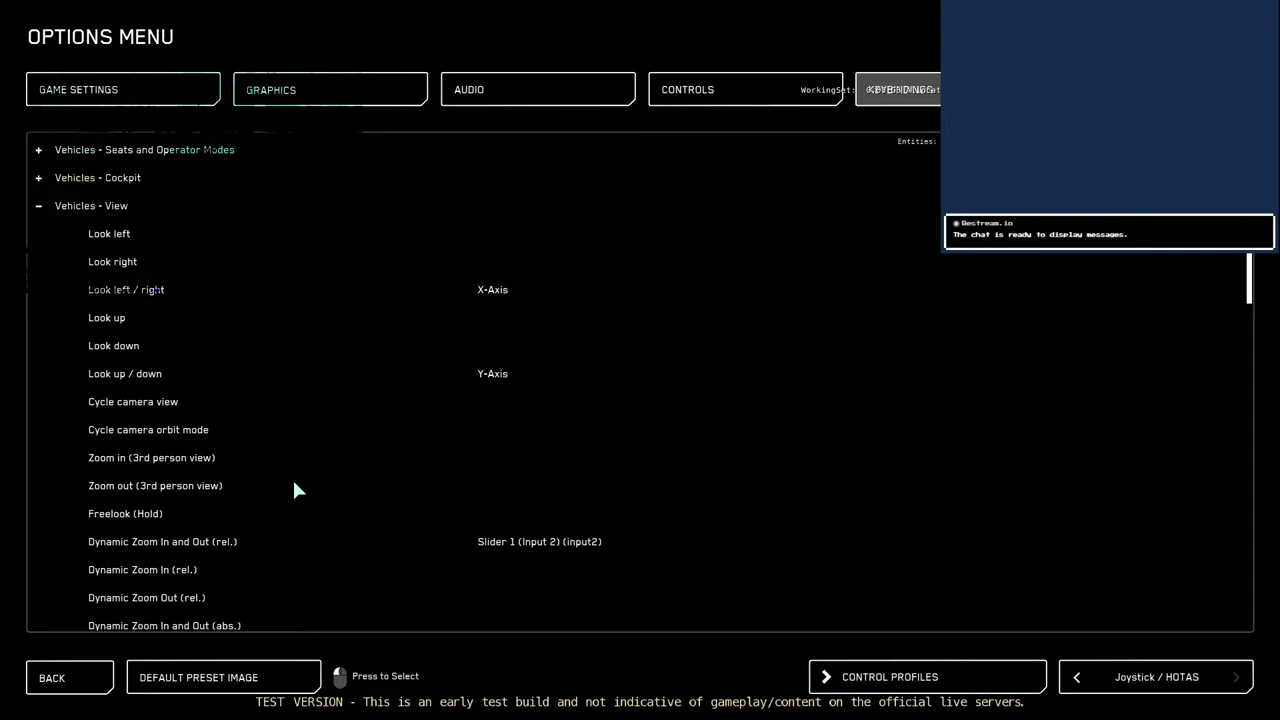 OPTIONS MENU
GAME SETTINGS
GRAPHICS
AUDIO
CONTROLS
KEYBINDINGS
WorkingSet:
Entities:
Restream.io
The chat is ready to display messages.
+ Vehicles - Seats and Operator Modes
+ Vehicles - Cockpit
− Vehicles - View
Look left
Look right
Look left / right X-Axis
Look up
Look down
Look up / down Y-Axis
Cycle camera view
Cycle camera orbit mode
Zoom in (3rd person view)
Zoom out (3rd person view)
Freelook (Hold)
Dynamic Zoom In and Out (rel.) Slider 1 (Input 2) (input2)
Dynamic Zoom In (rel.)
Dynamic Zoom Out (rel.)
Dynamic Zoom In and Out (abs.)
BACK
DEFAULT PRESET IMAGE
Press to Select
CONTROL PROFILES
Joystick / HOTAS
TEST VERSION - This is an early test build and not indicative of gameplay/content on the official live servers.